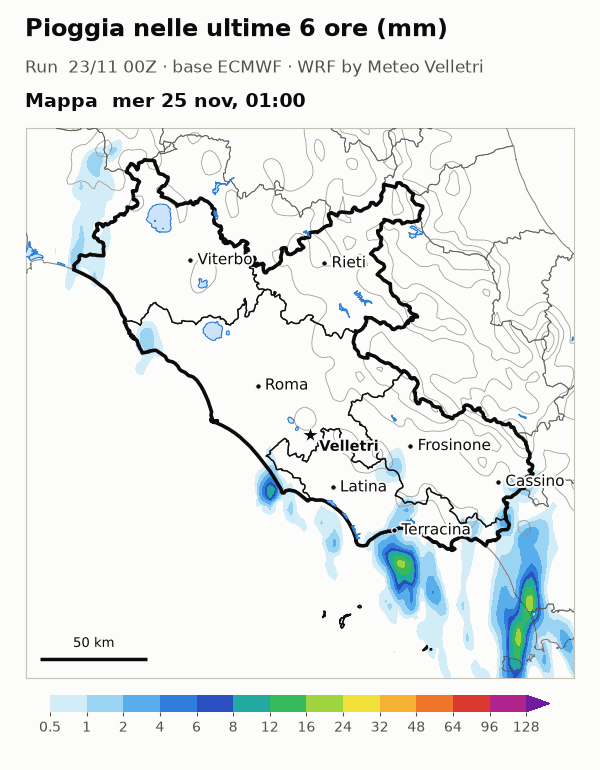 Pioggia nelle ultime 6 ore (mm)
Run  23/11 00Z · base ECMWF · WRF by Meteo Velletri
Mappa  mer 25 nov, 01:00
Viterbo
Rieti
Roma
Velletri
Frosinone
Latina
Cassino
Terracina
50 km
0.5 1 2 4 6 8 12 16 24 32 48 64 96 128